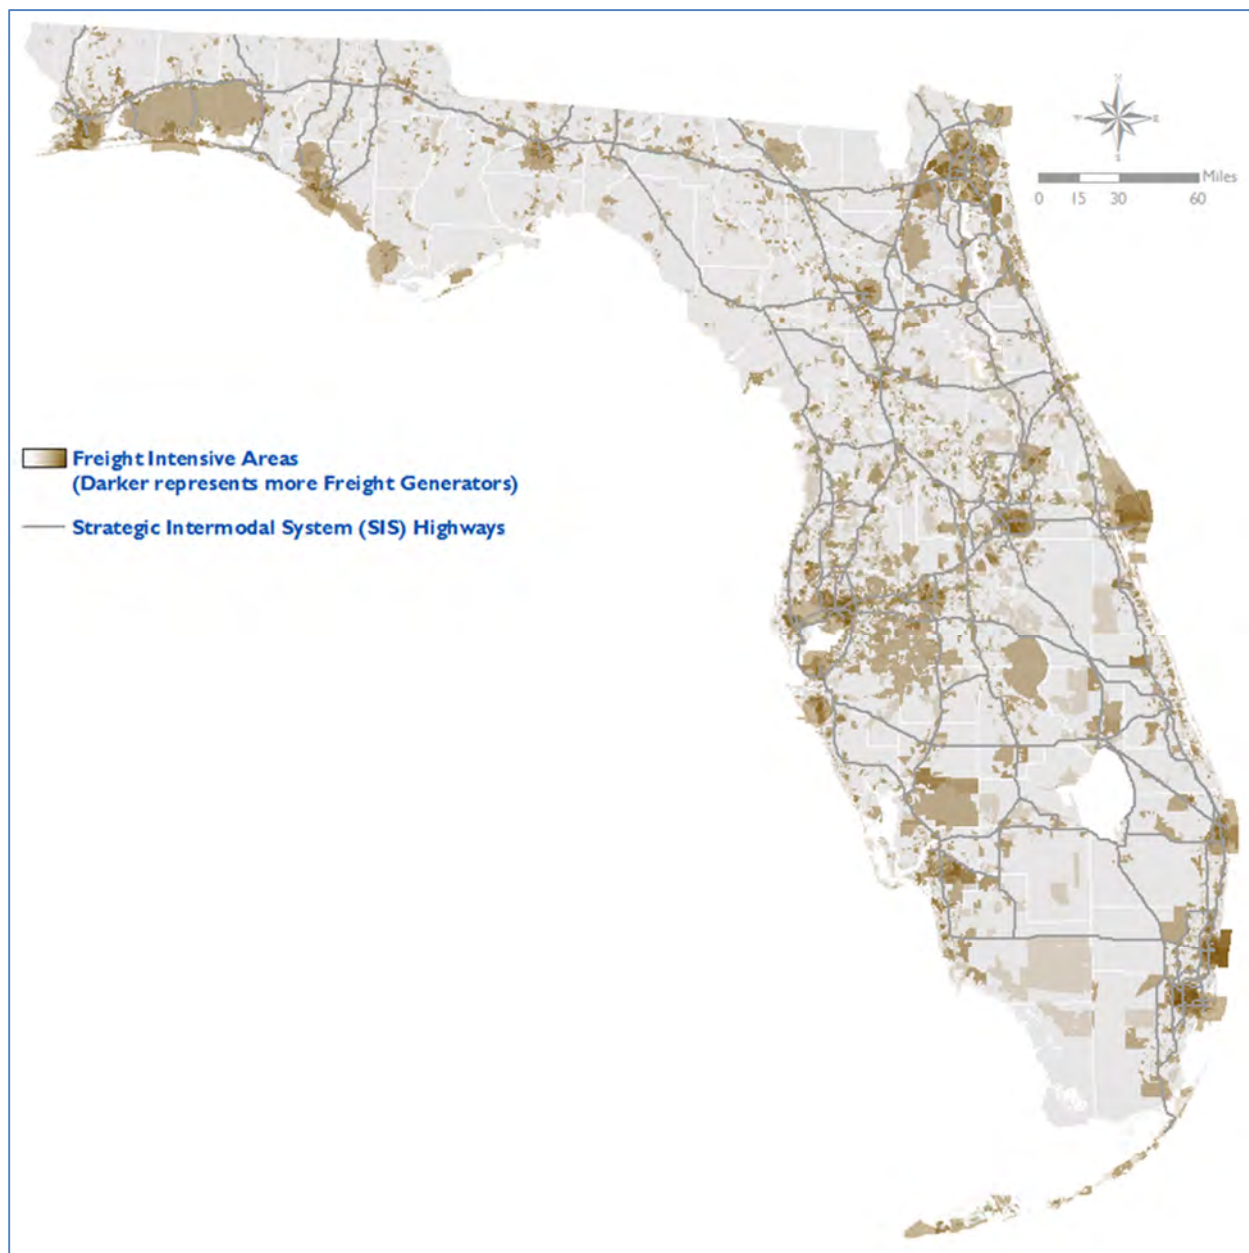 N
W
E
S
Miles
0 15 30 60
Freight Intensive Areas
(Darker represents more Freight Generators)
Strategic Intermodal System (SIS) Highways